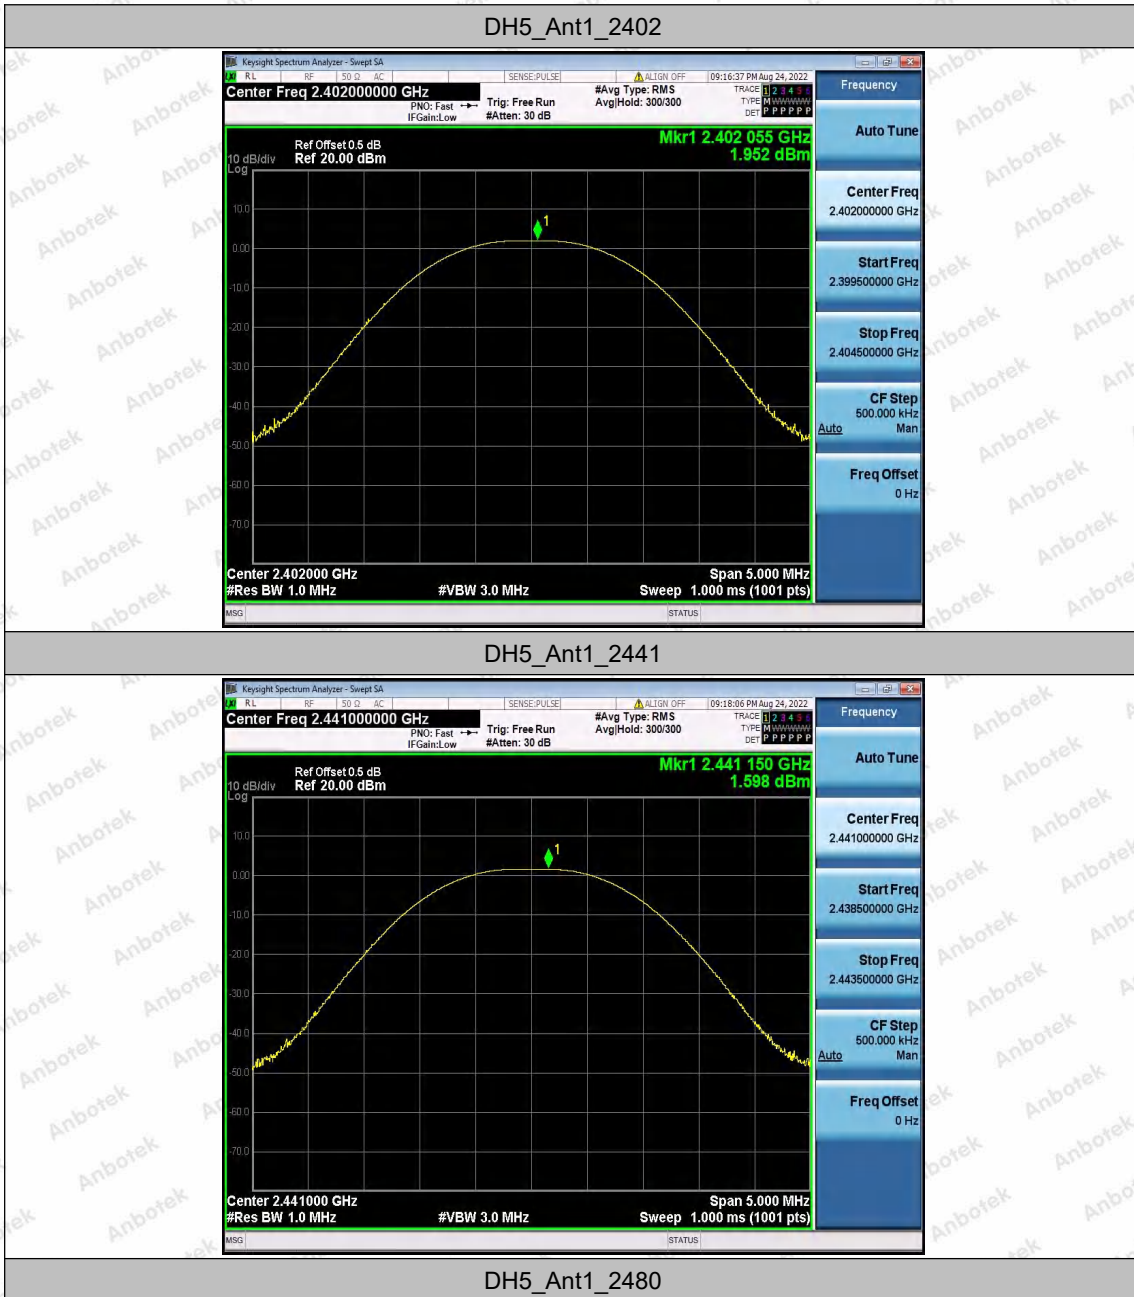 DH5_Ant1_2402
Keysight Spectrum Analyzer - Swept SA
LXI RL RF 50 Ω AC SENSE:PULSE ALIGN OFF 09:16:37 PM Aug 24, 2022
Center Freq 2.402000000 GHz
PNO: Fast
IFGain:Low
Trig: Free Run
#Atten: 30 dB
#Avg Type: RMS
Avg|Hold: 300/300
TRACE 1 2 3 4 5 6
TYPE M WWWWW
DET P P P P P P
Mkr1 2.402 055 GHz
1.952 dBm
Ref Offset 0.5 dB
10 dB/div Ref 20.00 dBm
Log
10.0
0.00
-10.0
-20.0
-30.0
-40.0
-50.0
-60.0
-70.0
1
Center 2.402000 GHz Span 5.000 MHz
#Res BW 1.0 MHz #VBW 3.0 MHz Sweep 1.000 ms (1001 pts)
MSG STATUS
Frequency
Auto Tune
Center Freq
2.402000000 GHz
Start Freq
2.399500000 GHz
Stop Freq
2.404500000 GHz
CF Step
500.000 kHz
Auto Man
Freq Offset
0 Hz
DH5_Ant1_2441
Keysight Spectrum Analyzer - Swept SA
LXI RL RF 50 Ω AC SENSE:PULSE ALIGN OFF 09:18:06 PM Aug 24, 2022
Center Freq 2.441000000 GHz
PNO: Fast
IFGain:Low
Trig: Free Run
#Atten: 30 dB
#Avg Type: RMS
Avg|Hold: 300/300
TRACE 1 2 3 4 5 6
TYPE M WWWWW
DET P P P P P P
Mkr1 2.441 150 GHz
1.598 dBm
Ref Offset 0.5 dB
10 dB/div Ref 20.00 dBm
Log
10.0
0.00
-10.0
-20.0
-30.0
-40.0
-50.0
-60.0
-70.0
1
Center 2.441000 GHz Span 5.000 MHz
#Res BW 1.0 MHz #VBW 3.0 MHz Sweep 1.000 ms (1001 pts)
MSG STATUS
Frequency
Auto Tune
Center Freq
2.441000000 GHz
Start Freq
2.438500000 GHz
Stop Freq
2.443500000 GHz
CF Step
500.000 kHz
Auto Man
Freq Offset
0 Hz
DH5_Ant1_2480
Anbotek